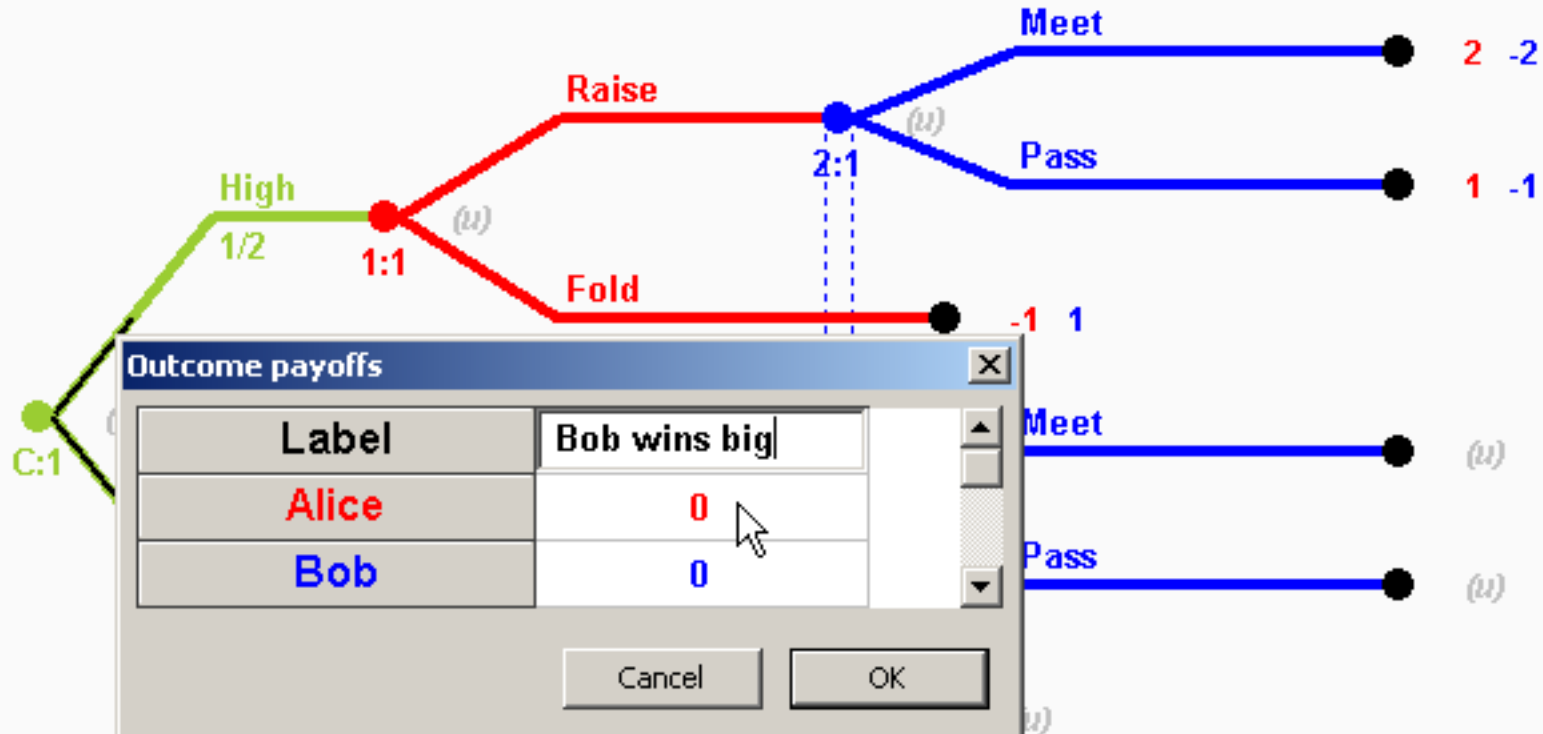 Meet
2 -2
Raise
(u)
2:1
Pass
1 -1
High
1/2
(u)
1:1
Fold
-1 1
Outcome payoffs
Label Bob wins big
Meet
(u)
C:1
Alice 0
Bob 0
Pass
(u)
Cancel OK